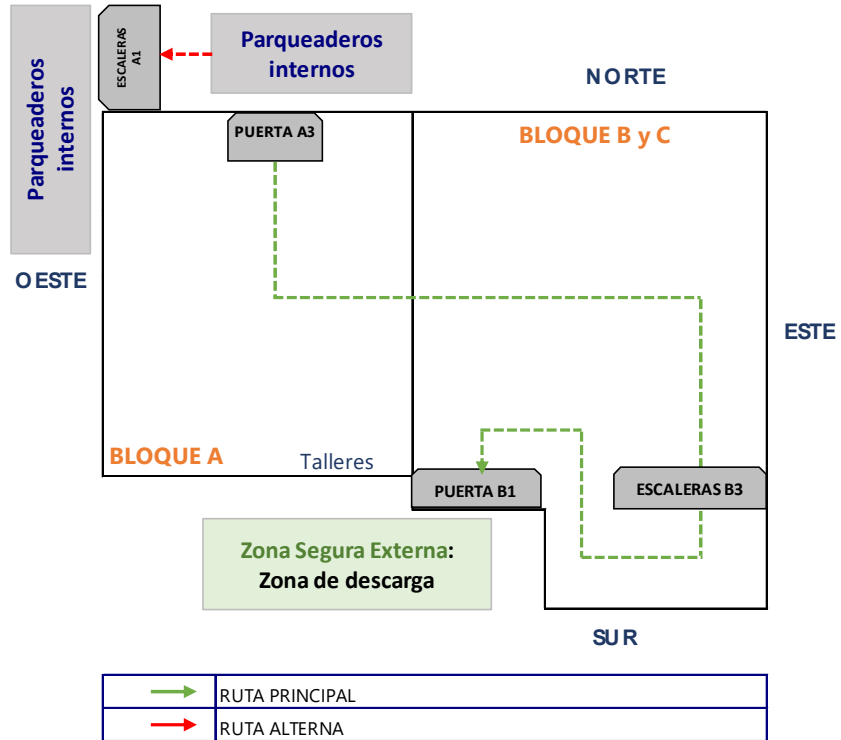 ESCALERAS
A1
Parqueaderos
internos
Parqueaderos
internos
NORTE
PUERTA A3
BLOQUE B y C
OESTE
ESTE
BLOQUE A
Talleres
PUERTA B1
ESCALERAS B3
Zona Segura Externa:
Zona de descarga
SUR
RUTA PRINCIPAL
RUTA ALTERNA